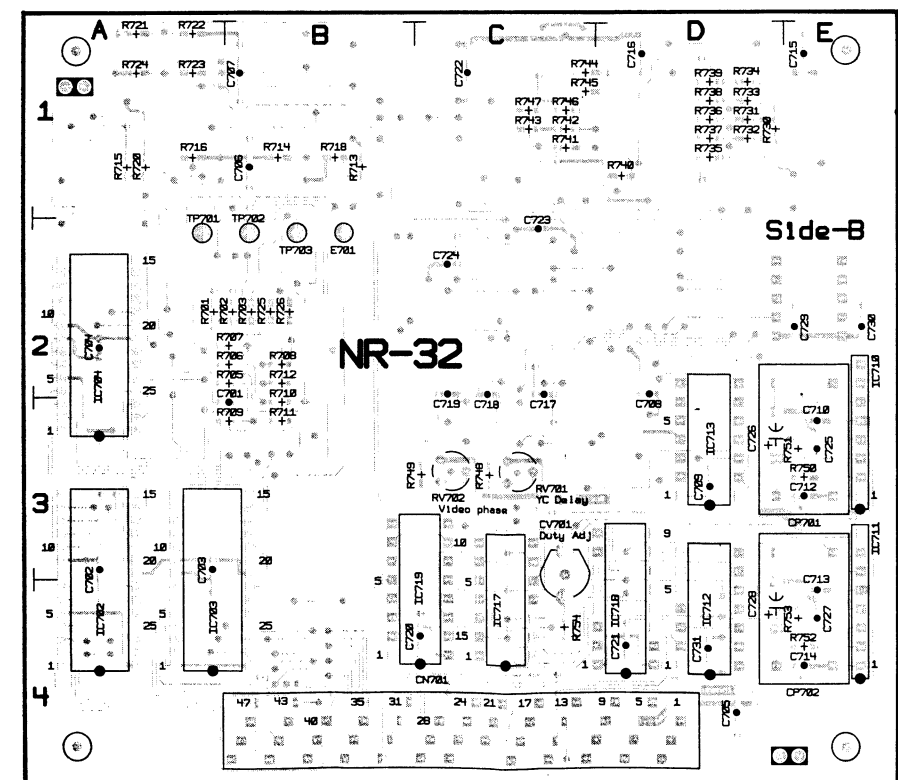 A B C D E
R721 R722
R724 R723 C707 C722 R744 C716 C715
R745
R739 R734
R738 R733
R747 R746
R736 R731
R743 R742
R737 R732 R730
R741
R735
1
R715 R720 R716 C706 R714 R718 R713 R740
TP701 TP702 TP703 E701
C723
C724
Side-B
15
10 20
5 25
1
C704
IC704
R701 R702 R703 R725 R726
R707
R706 R708
R705 R712
C701 R710
R709 R711
2
NR-32
C729 C730
C719 C718 C717 C708
IC710
C710
C726 R751 C725
R750
C712
1
CP701
IC713
5
C709
1
R749 R748
RV702
Video phase
RV701
YC Delay
CV701
Duty Adj
3
15
10 20
5 25
1
C702
IC702
15
20
5 25
1
C703
IC703
IC719
5
C720
1
CN701
10
IC717
15
R754
5
IC718
C721
1
9
5
IC712
C731
1
IC711
C713
C728 R753 C727
R752
C714
1
CP702
C705
4
47 43 35 31 24 21 17 13 9 5 1
40 28